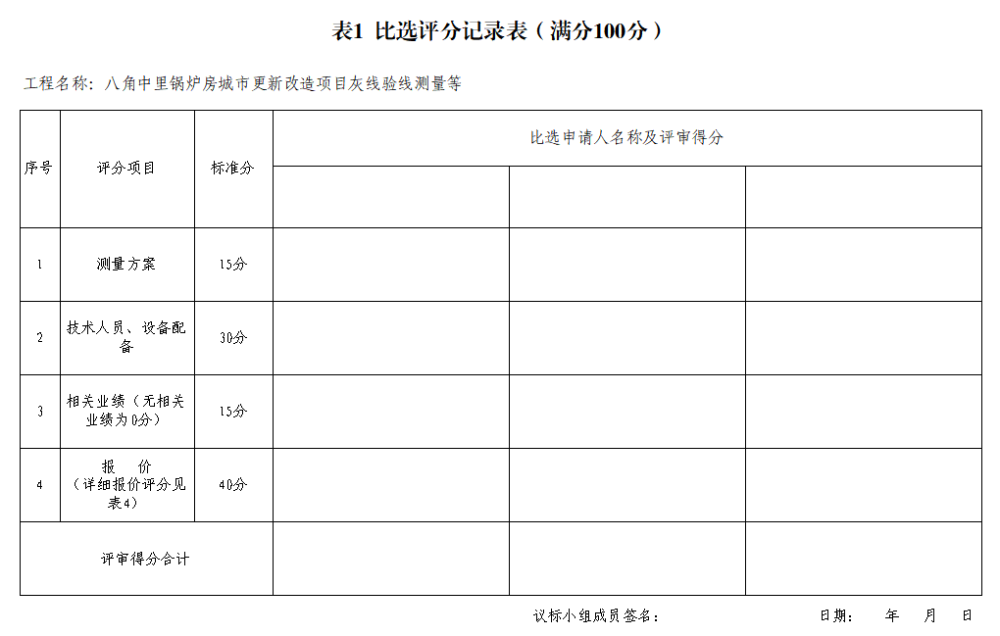 表1 比选评分记录表（满分100分）
工程名称：八角中里锅炉房城市更新改造项目灰线验线测量等
序号 评分项目 标准分 比选申请人名称及评审得分
1 测量方案 15分
2 技术人员、设备配
备 30分
3 相关业绩（无相关
业绩为0分） 15分
4 报 价
（详细报价评分见
表4） 40分
评审得分合计
议标小组成员签名： 日期： 年 月 日